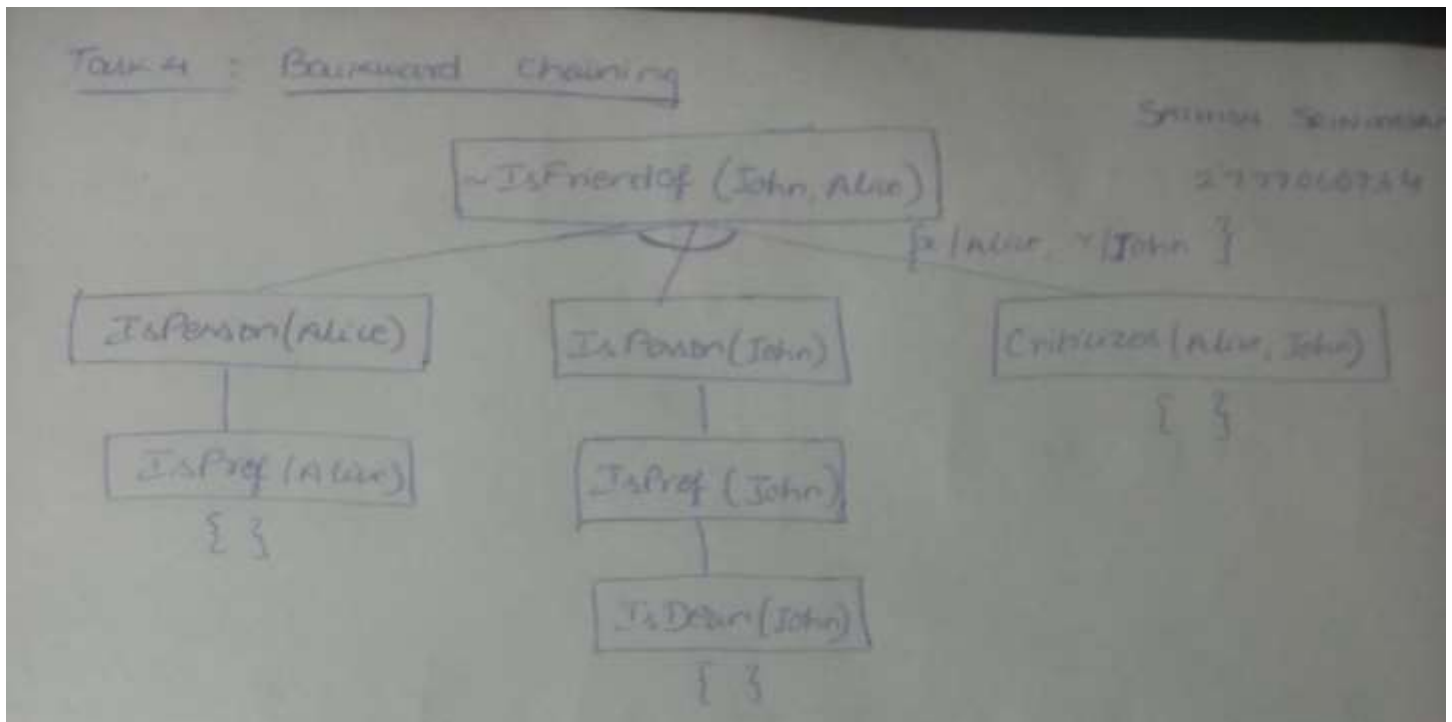 Task 4 : Backward Chaining
~ IsFriendOf (John, Alice)
[x/Alice, Y/John }
IsPerson(Alice)
IsPerson(John)
Criticizes(Alice, John)
{ }
IsProf (Alice)
IsProf (John)
{ }
IsDean(John)
{ }